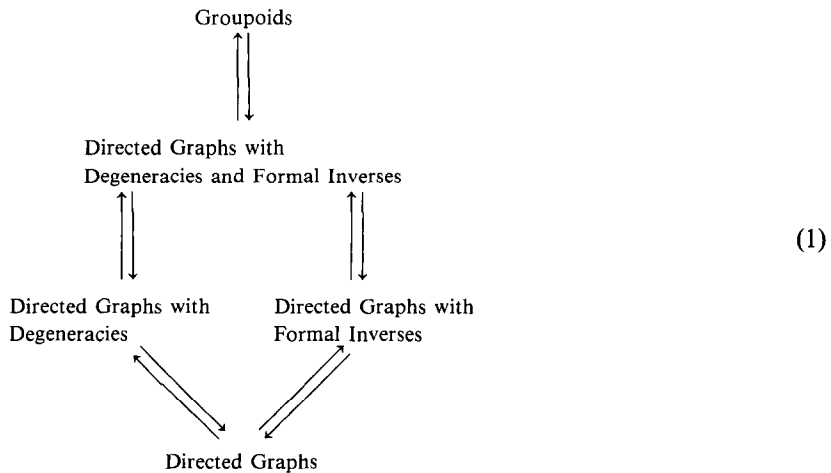 Groupoids
Directed Graphs with
Degeneracies and Formal Inverses
(1)
Directed Graphs with
Degeneracies
Directed Graphs with
Formal Inverses
Directed Graphs